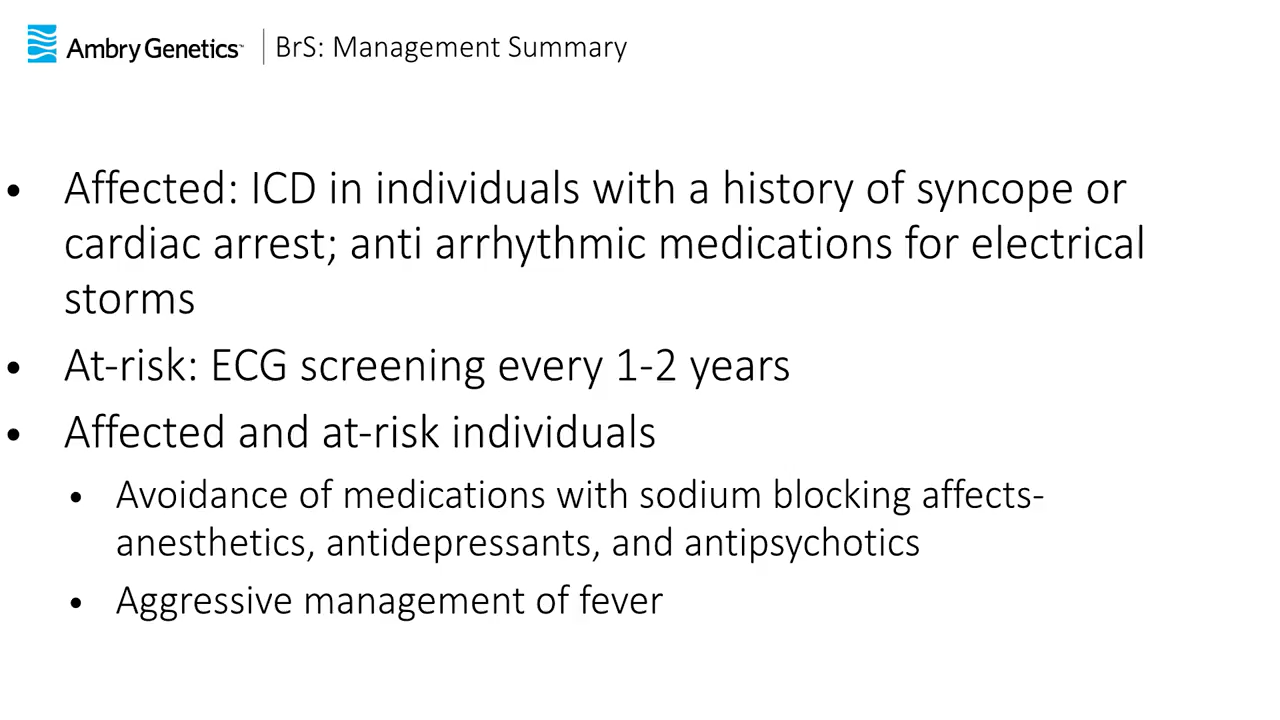 Ambry Genetics™ | BrS: Management Summary
• Affected: ICD in individuals with a history of syncope or
cardiac arrest; anti arrhythmic medications for electrical
storms
• At-risk: ECG screening every 1-2 years
• Affected and at-risk individuals
• Avoidance of medications with sodium blocking affects-
anesthetics, antidepressants, and antipsychotics
• Aggressive management of fever